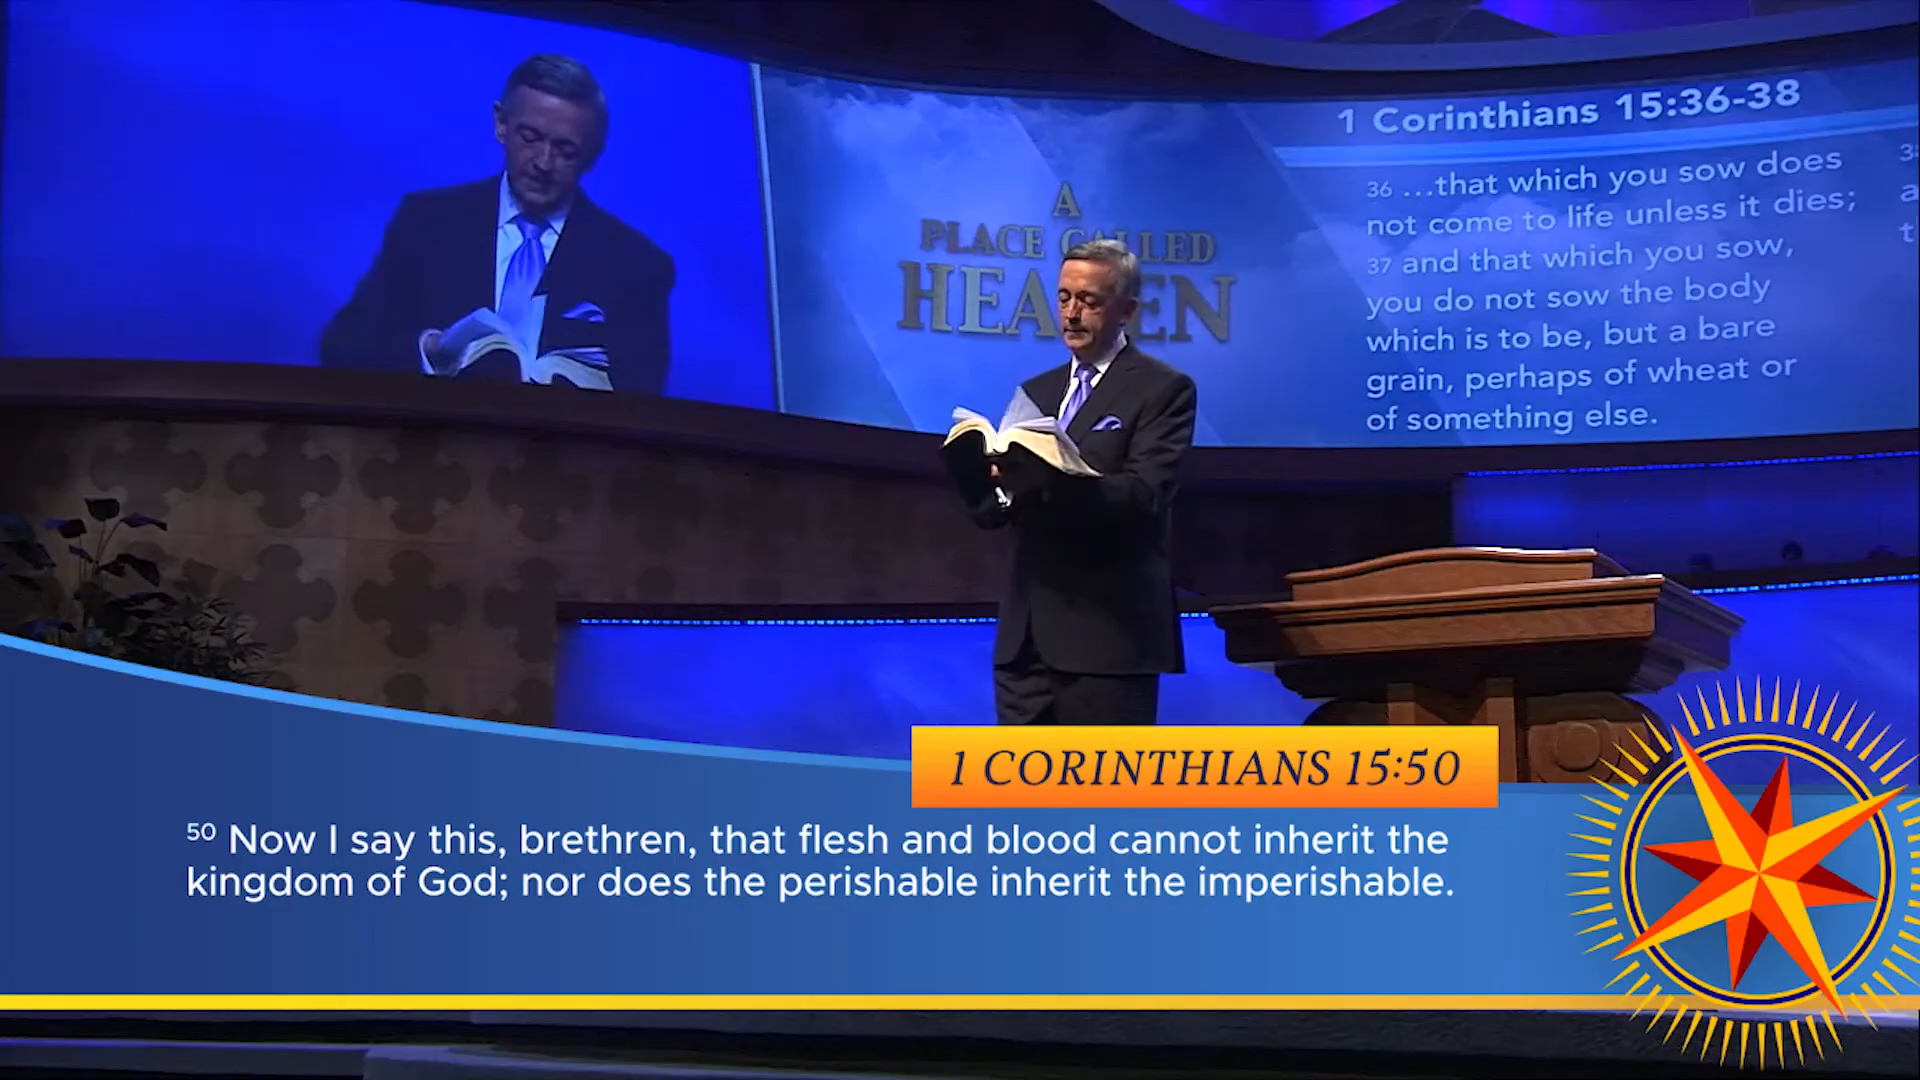 A
PLACE CALLED
HEAVEN
1 Corinthians 15:36-38
36 ...that which you sow does
not come to life unless it dies;
37 and that which you sow,
you do not sow the body
which is to be, but a bare
grain, perhaps of wheat or
of something else.
1 CORINTHIANS 15:50
50 Now I say this, brethren, that flesh and blood cannot inherit the
kingdom of God; nor does the perishable inherit the imperishable.